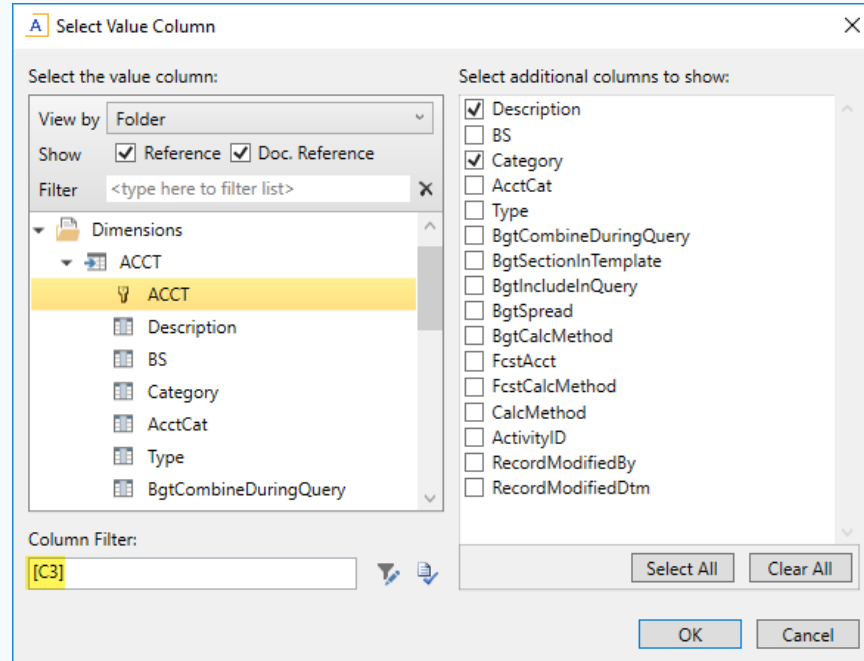 A Select Value Column
Select the value column:
View by Folder
Show Reference Doc. Reference
Filter <type here to filter list>
Dimensions
ACCT
ACCT
Description
BS
Category
AcctCat
Type
BgtCombineDuringQuery
Column Filter:
[C3]
Select additional columns to show:
Description
BS
Category
AcctCat
Type
BgtCombineDuringQuery
BgtSectionInTemplate
BgtIncludeInQuery
BgtSpread
BgtCalcMethod
FcstAcct
FcstCalcMethod
CalcMethod
ActivityID
RecordModifiedBy
RecordModifiedDtm
Select All Clear All
OK Cancel